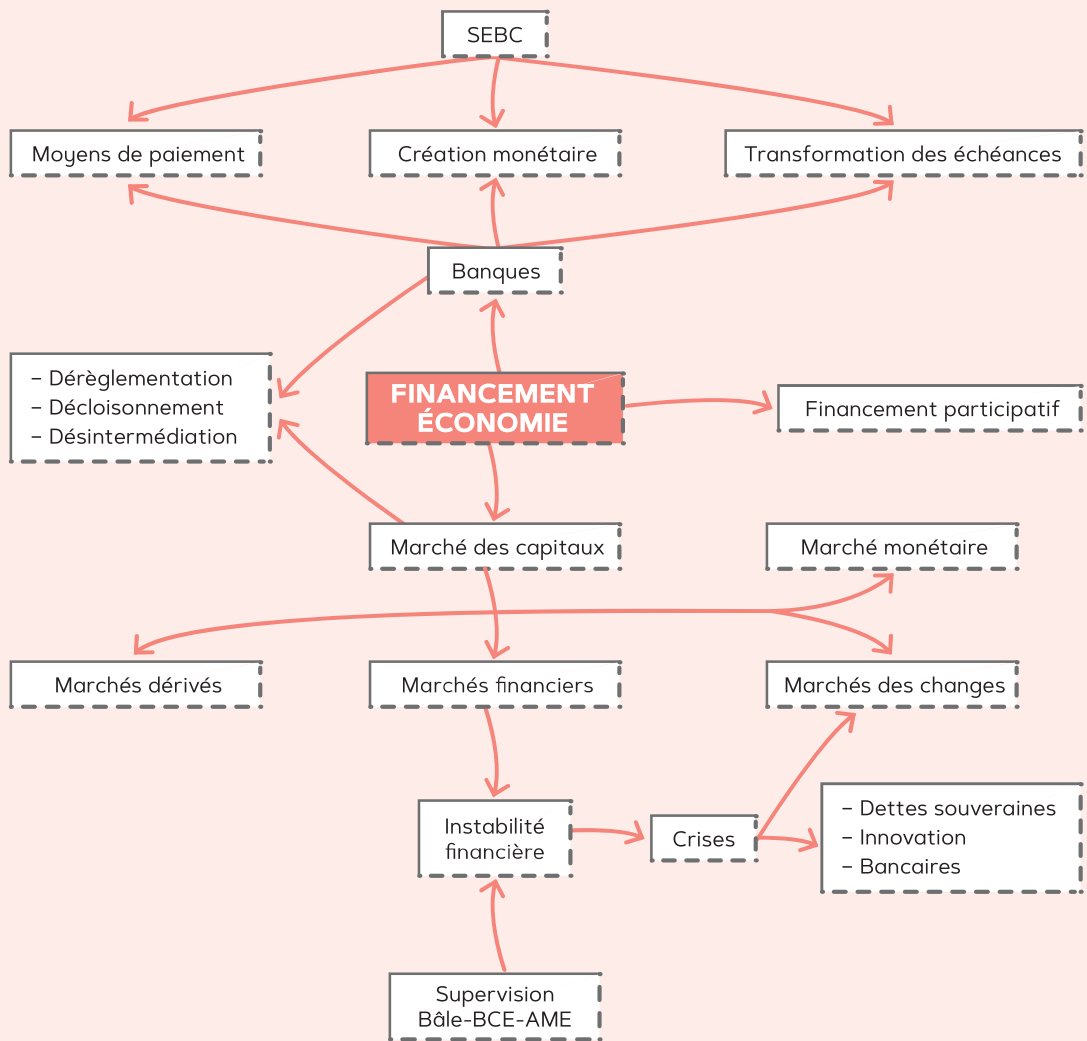 SEBC
Moyens de paiement
Création monétaire
Transformation des échéances
Banques
– Dérèglementation
– Décloisonnement
– Désintermédiation
FINANCEMENT
ÉCONOMIE
Financement participatif
Marché des capitaux
Marché monétaire
Marchés dérivés
Marchés financiers
Marchés des changes
Instabilité
financière
Crises
– Dettes souveraines
– Innovation
– Bancaires
Supervision
Bâle-BCE-AME